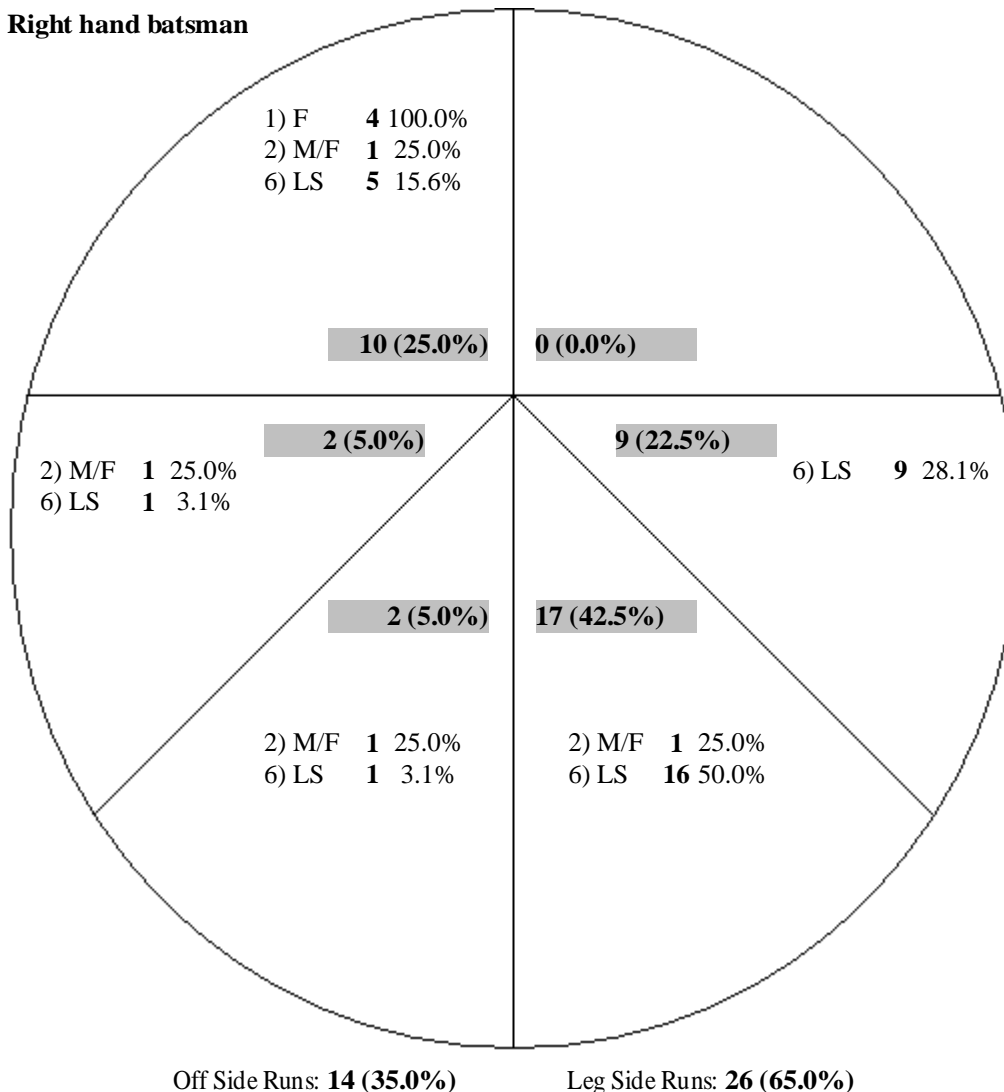 Right hand batsman
1) F 4 100.0%
2) M/F 1 25.0%
6) LS 5 15.6%
10 (25.0%) 0 (0.0%)
2 (5.0%) 9 (22.5%)
2) M/F 1 25.0% 6) LS 9 28.1%
6) LS 1 3.1%
2 (5.0%) 17 (42.5%)
2) M/F 1 25.0% 2) M/F 1 25.0%
6) LS 1 3.1% 6) LS 16 50.0%
Off Side Runs: 14 (35.0%) Leg Side Runs: 26 (65.0%)